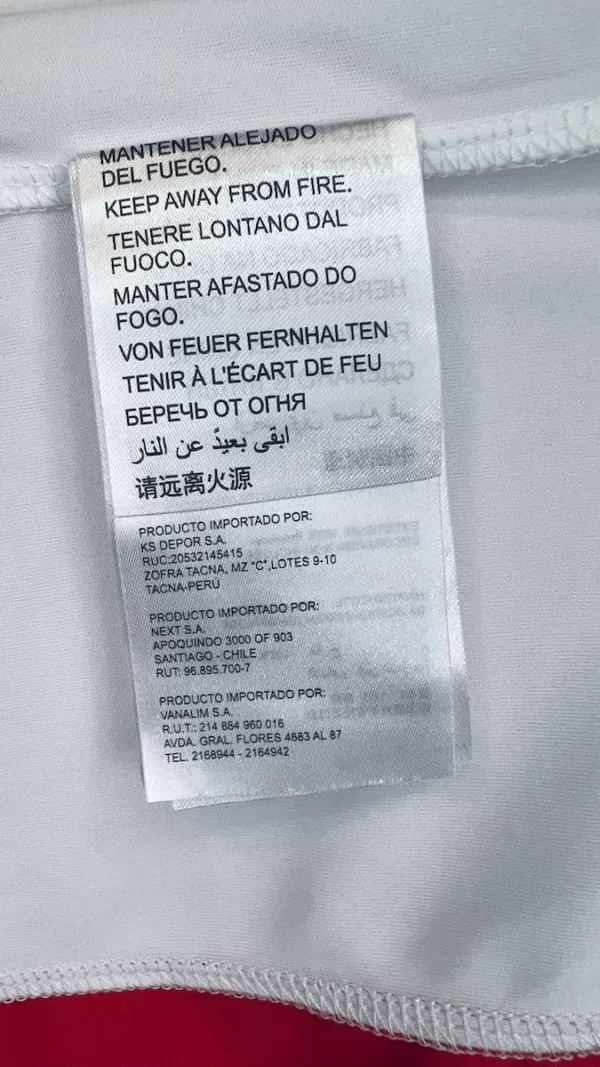 MANTENER ALEJADO
DEL FUEGO.
KEEP AWAY FROM FIRE.
TENERE LONTANO DAL
FUOCO.
MANTER AFASTADO DO
FOGO.
VON FEUER FERNHALTEN
TENIR À L'ÉCART DE FEU
БЕРЕЧЬ ОТ ОГНЯ
ابقى بعيدً عن النار
请远离火源
PRODUCTO IMPORTADO POR:
KS DEPOR S.A.
RUC:20532145415
ZOFRA TACNA, MZ "C",LOTES 9-10
TACNA-PERÚ
PRODUCTO IMPORTADO POR:
NEXT S.A.
APOQUINDO 3000 OF 903
SANTIAGO - CHILE
RUT: 96.895.700-7
PRODUCTO IMPORTADO POR:
VANALIM S.A.
R.U.T.: 214 884 960 016
AVDA. GRAL. FLORES 4683 AL 87
TEL. 2168944 - 2164942